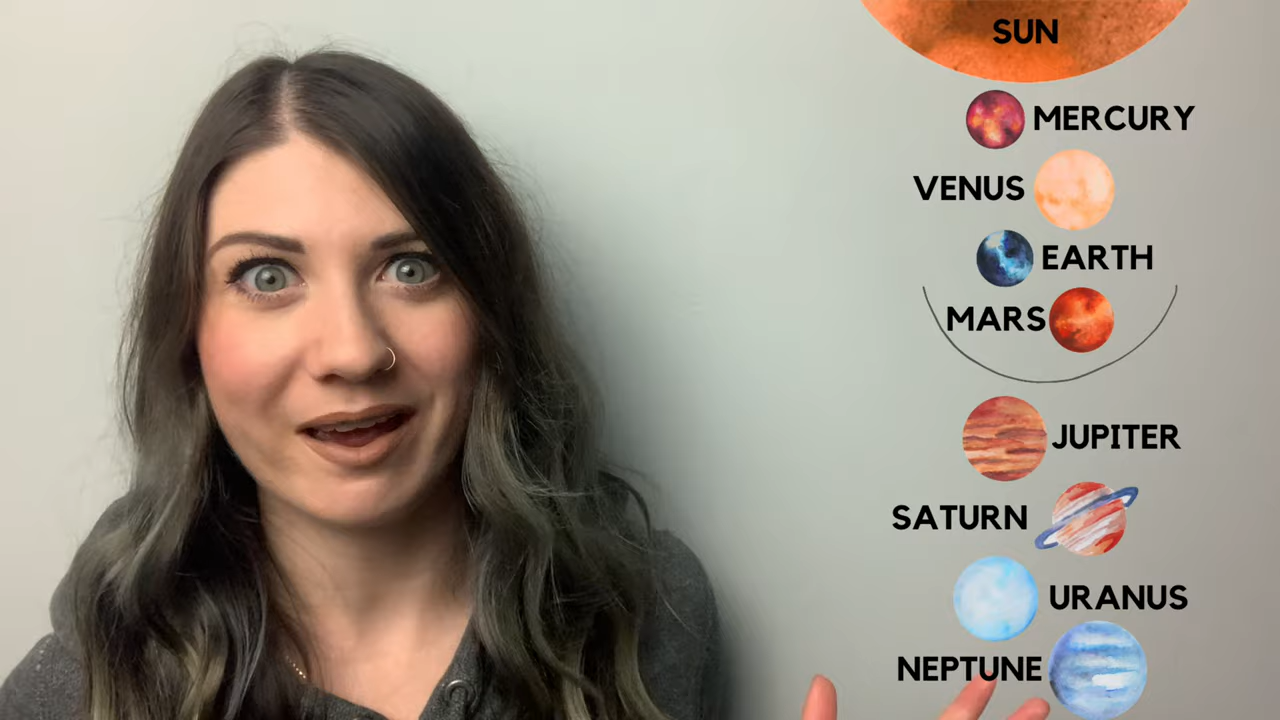 SUN
MERCURY
VENUS
EARTH
MARS
JUPITER
SATURN
URANUS
NEPTUNE